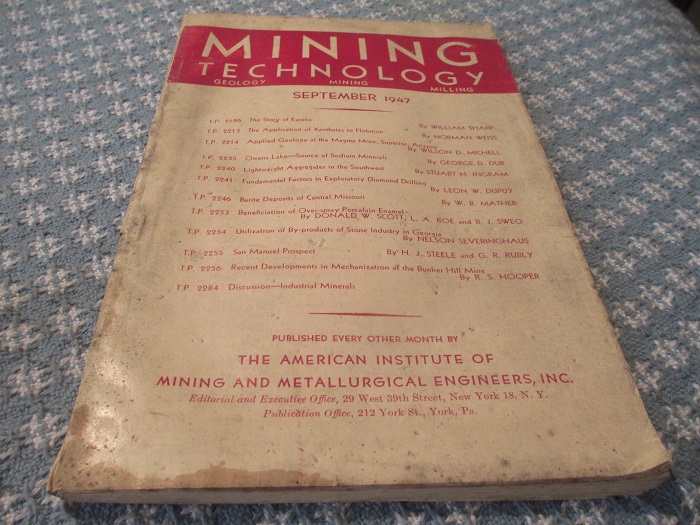 MINING
TECHNOLOGY
GEOLOGY MINING MILLING
SEPTEMBER 1947
T.P. 2196 The Story of Eureka By WILLIAM SHARP
T.P. 2213 The Application of Xanthates to Flotation By NORMAN WEISS
T.P. 2214 Applied Geology at the Magma Mine, Superior, Arizona
By WILSON D. MICHELL
T.P. 2235 Owens Lake—Source of Sodium Minerals By GEORGE D. DUB
T.P. 2240 Lightweight Aggregates in the Southwest By STUART H. INGRAM
T.P. 2241 Fundamental Factors in Exploratory Diamond Drilling
By LEON W. DUPUY
T.P. 2246 Barite Deposits of Central Missouri By W. B. MATHER
T.P. 2253 Beneficiation of Over-spray Porcelain Enamel
By DONALD W. SCOTT, L. A. ROE and B. J. SWEO
T.P. 2254 Utilization of By-products of Stone Industry in Georgia
By NELSON SEVERINGHAUS
T.P. 2255 San Manuel Prospect By H. J. STEELE and G. R. RUBLY
T.P. 2256 Recent Developments in Mechanization of the Bunker Hill Mine
By R. S. HOOPER
T.P. 2284 Discussion—Industrial Minerals
PUBLISHED EVERY OTHER MONTH BY
THE AMERICAN INSTITUTE OF
MINING AND METALLURGICAL ENGINEERS, INC.
Editorial and Executive Office, 29 West 39th Street, New York 18, N. Y.
Publication Office, 212 York St., York, Pa.